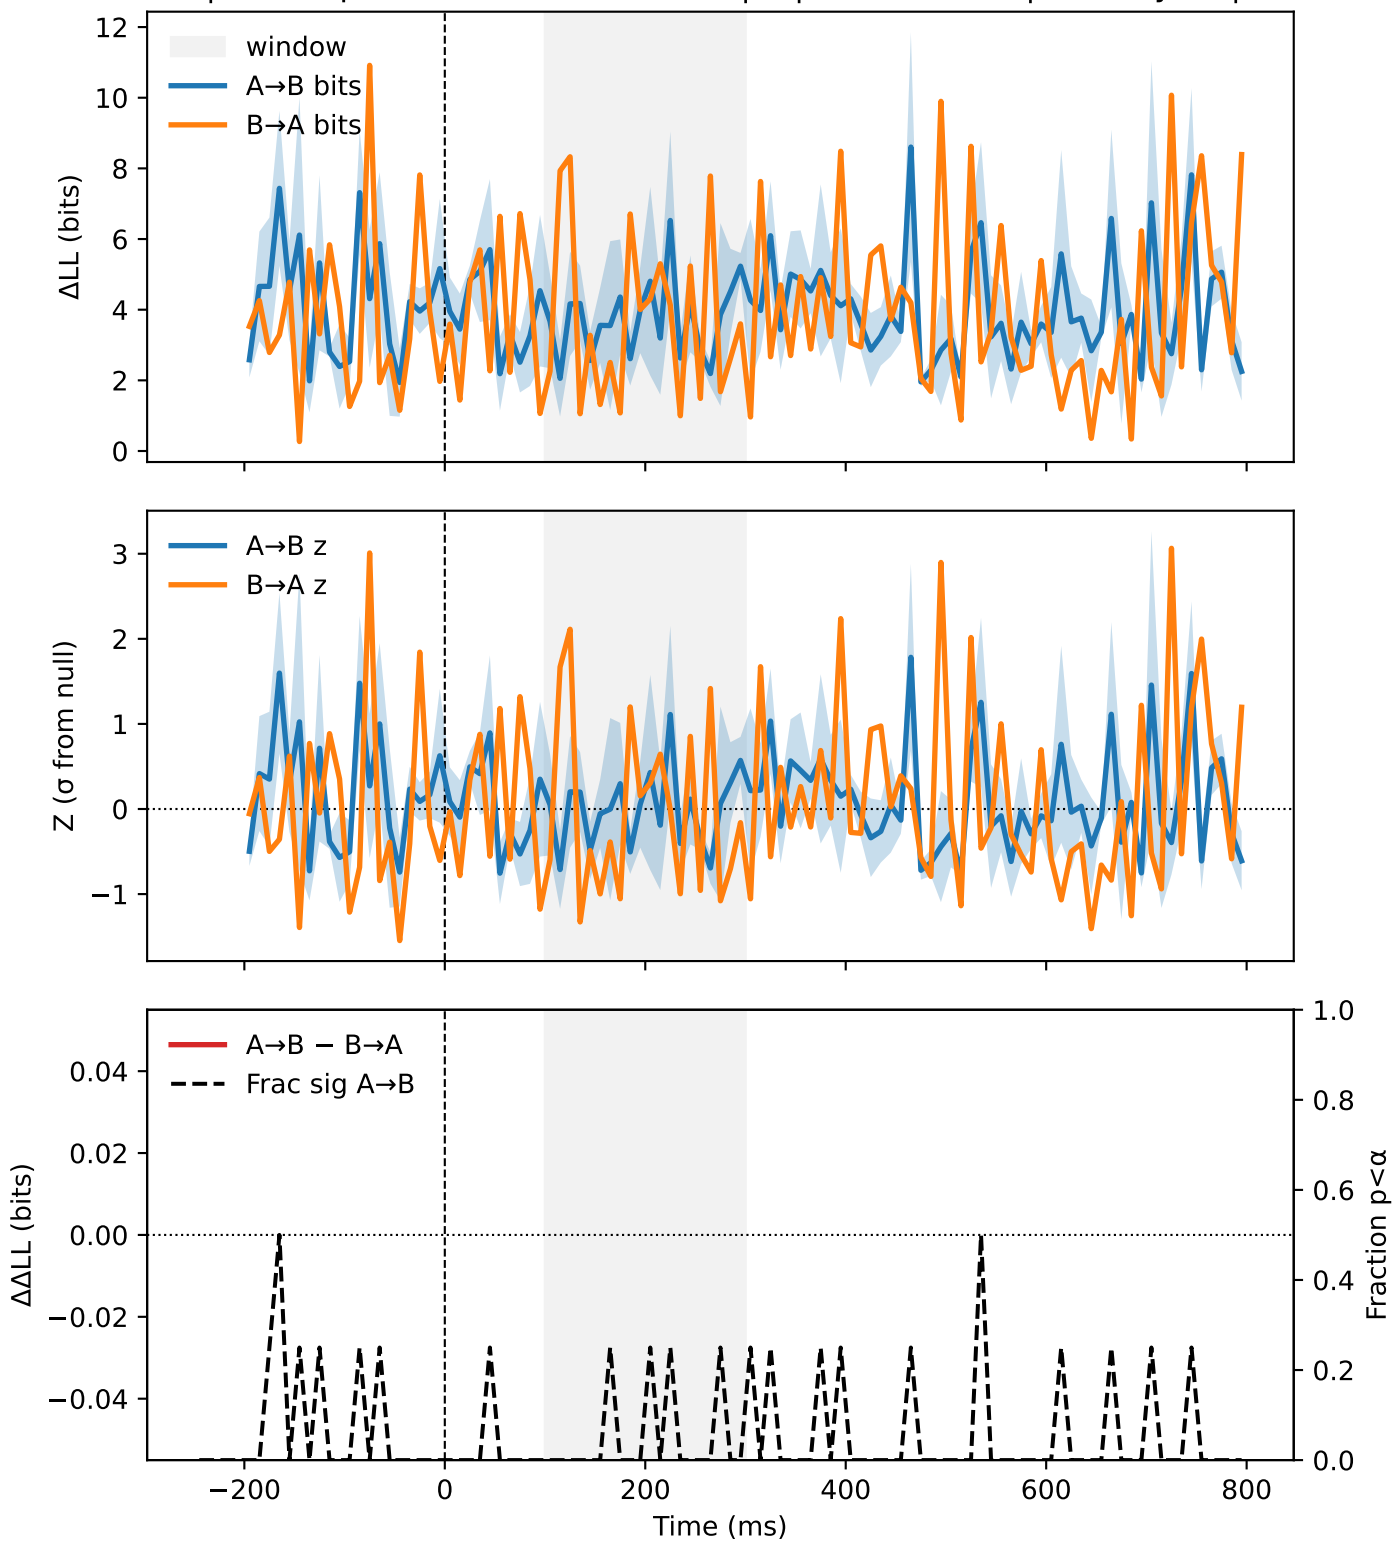 12
10
8
6
4
2
0
ΔLL (bits)
window
A→B bits
B→A bits
3
2
1
0
−1
Z (σ from null)
A→B z
B→A z
0.04
0.02
0.00
−0.02
−0.04
ΔΔLL (bits)
A→B − B→A
Frac sig A→B
1.0
0.8
0.6
0.4
0.2
0.0
Fraction p<α
−200 0 200 400 600 800
Time (ms)